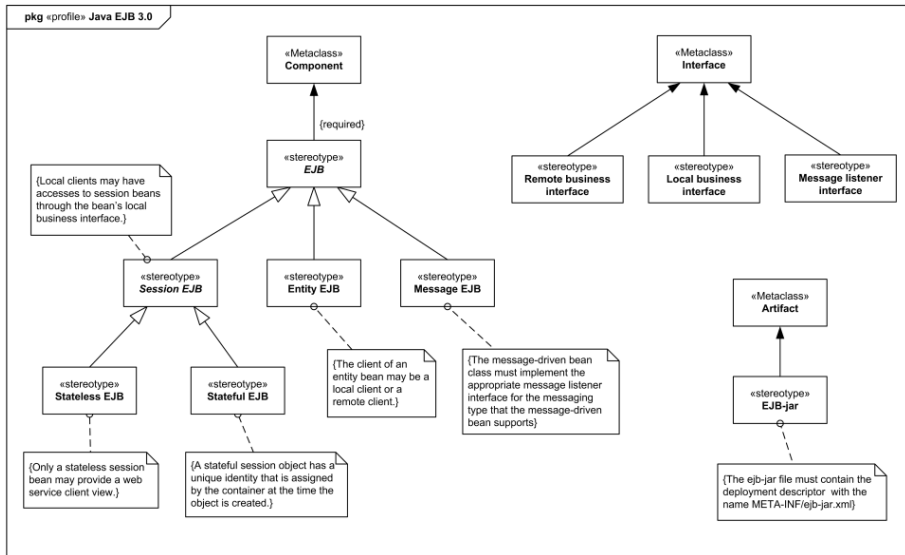 pkg «profile» Java EJB 3.0
«Metaclass»
Component
{required}
«stereotype»
EJB
«Metaclass»
Interface
«stereotype»
Remote business
interface
«stereotype»
Local business
interface
«stereotype»
Message listener
interface
{Local clients may have
accesses to session beans
through the bean's local
business interface.}
«stereotype»
Session EJB
«stereotype»
Entity EJB
«stereotype»
Message EJB
«Metaclass»
Artifact
«stereotype»
Stateless EJB
«stereotype»
Stateful EJB
{The client of an
entity bean may be a
local client or a
remote client.}
{The message-driven bean
class must implement the
appropriate message listener
interface for the messaging
type that the message-driven
bean supports}
«stereotype»
EJB-jar
{Only a stateless session
bean may provide a web
service client view.}
{A stateful session object has a
unique identity that is assigned
by the container at the time the
object is created.}
{The ejb-jar file must contain the
deployment descriptor with the
name META-INF/ejb-jar.xml}